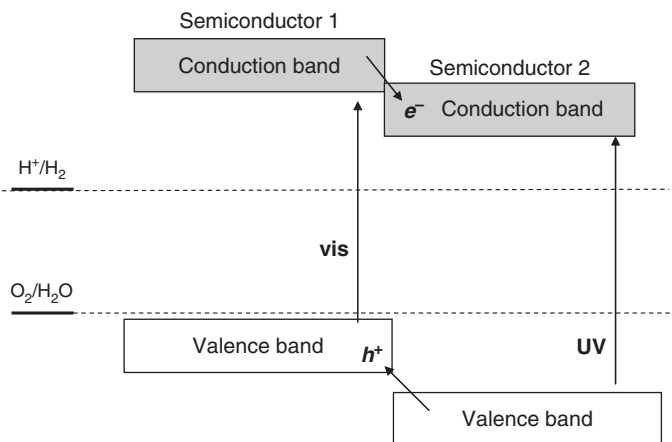 Semiconductor 1
Conduction band
Semiconductor 2
e⁻ Conduction band
H⁺/H₂
vis
O₂/H₂O
Valence band
h⁺
UV
Valence band